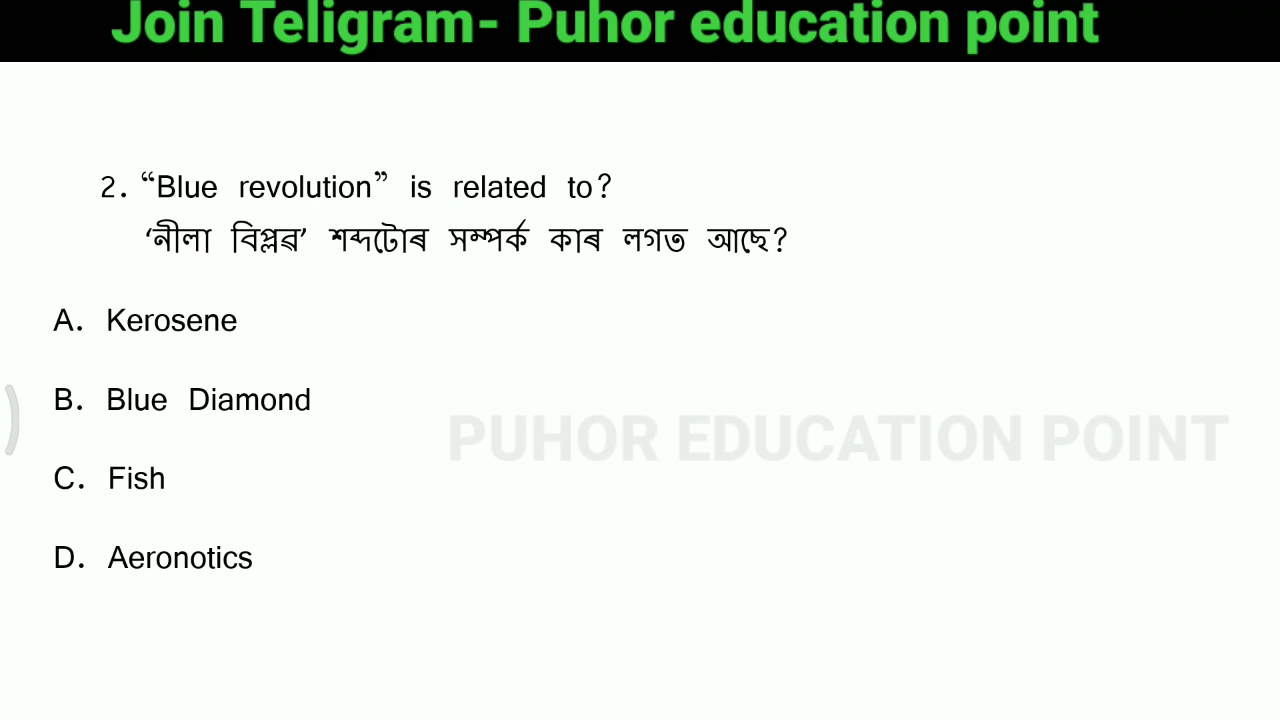 Join Teligram- Puhor education point
2. “Blue revolution” is related to?
‘নীলা বিপ্লৱ’ শব্দটোৰ সম্পৰ্ক কাৰ লগত আছে?
A. Kerosene
B. Blue Diamond
PUHOR EDUCATION POINT
C. Fish
D. Aeronotics